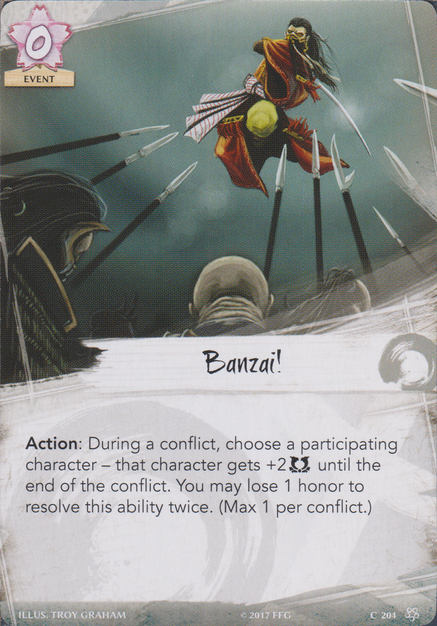 0
EVENT
Banzai!
Action: During a conflict, choose a participating
character – that character gets +2 until the
end of the conflict. You may lose 1 honor to
resolve this ability twice. (Max 1 per conflict.)
ILLUS. TROY GRAHAM © 2017 FFG C 204